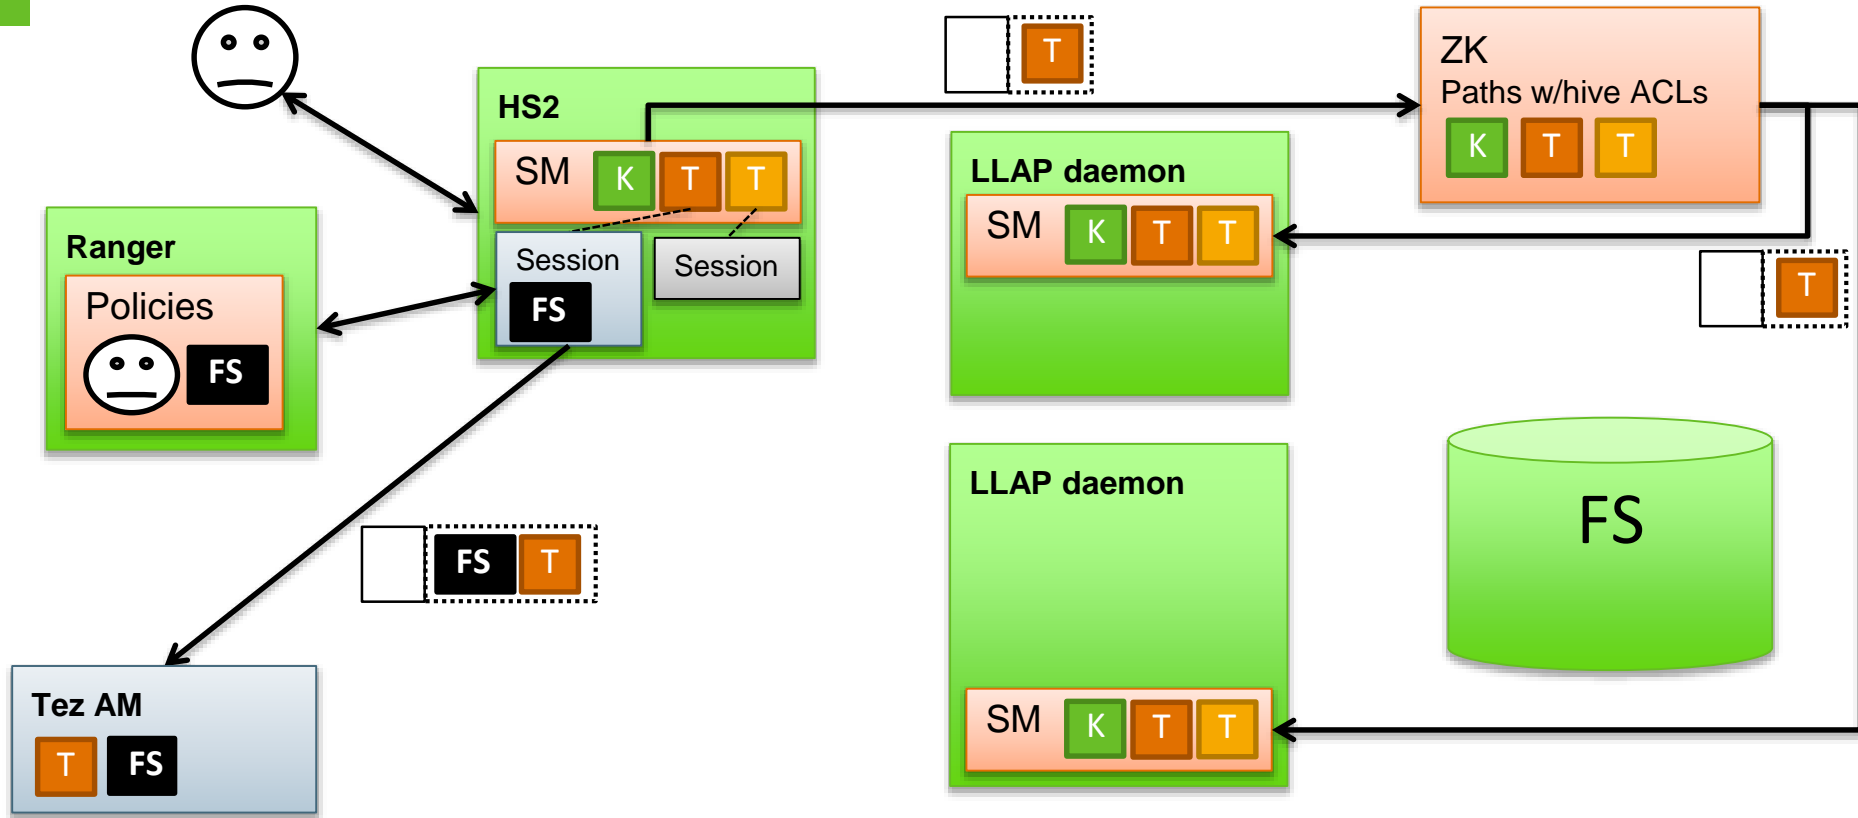 HS2
SM K T T
Session
FS
Session
T
ZK
Paths w/hive ACLs
K T T
LLAP daemon
SM K T T
T
Ranger
Policies
FS
FS T
LLAP daemon
SM K T T
FS
Tez AM
T FS